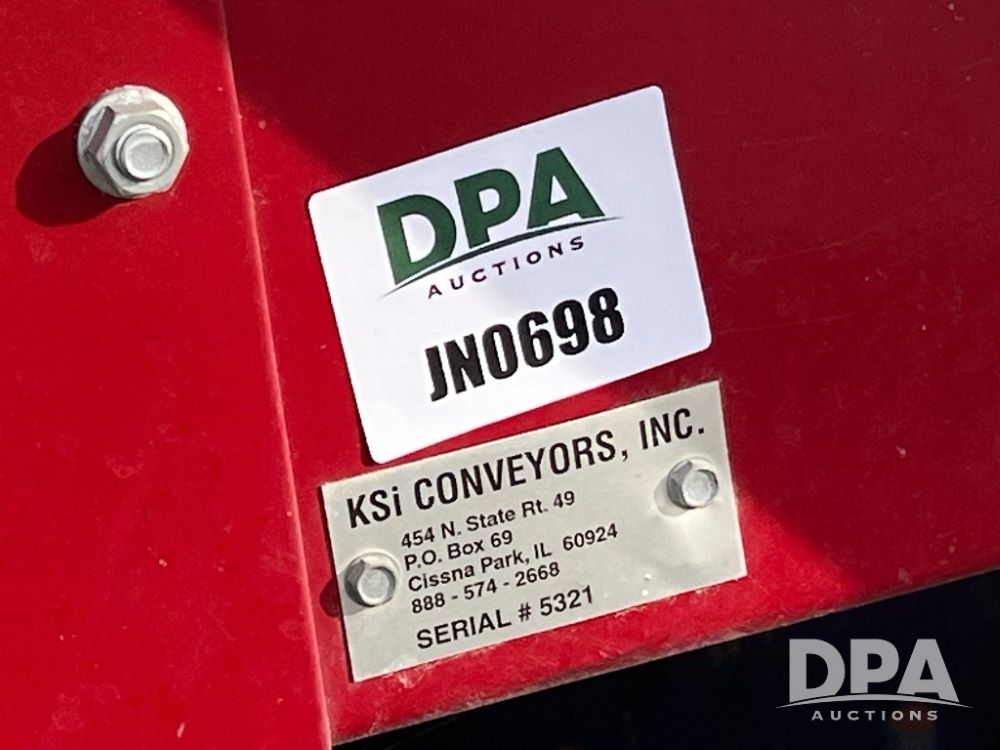 DPA
AUCTIONS
JN0698
KSi CONVEYORS, INC.
454 N. State Rt. 49
P.O. Box 69
Cissna Park, IL 60924
888 - 574 - 2668
SERIAL # 5321
DPA
AUCTIONS